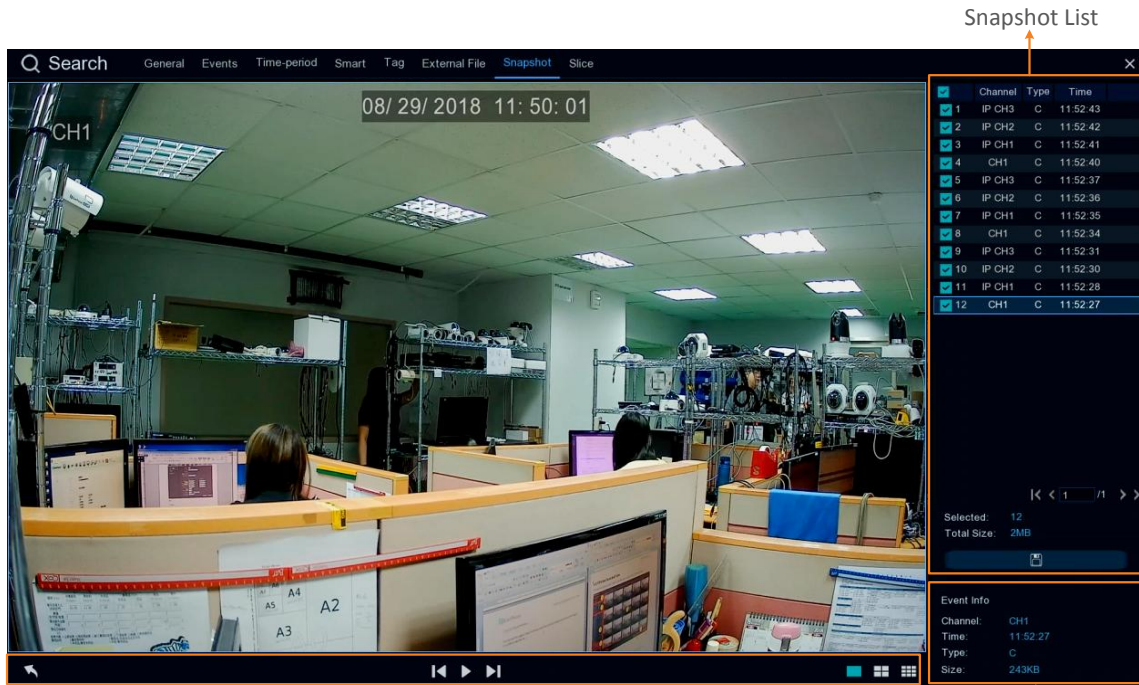 Snapshot List
Search General Events Time-period Smart Tag External File Snapshot Slice
08/ 29/ 2018 11: 50: 01
CH1
Channel Type Time
1 IP CH3 C 11:52:43
2 IP CH2 C 11:52:42
3 IP CH1 C 11:52:41
4 CH1 C 11:52:40
5 IP CH3 C 11:52:37
6 IP CH2 C 11:52:36
7 IP CH1 C 11:52:35
8 CH1 C 11:52:34
9 IP CH3 C 11:52:31
10 IP CH2 C 11:52:30
11 IP CH1 C 11:52:28
12 CH1 C 11:52:27
1 /1
Selected: 12
Total Size: 2MB
A4
A5
A2
A3
Event Info
Channel: CH1
Time: 11:52:27
Type: C
Size: 243KB